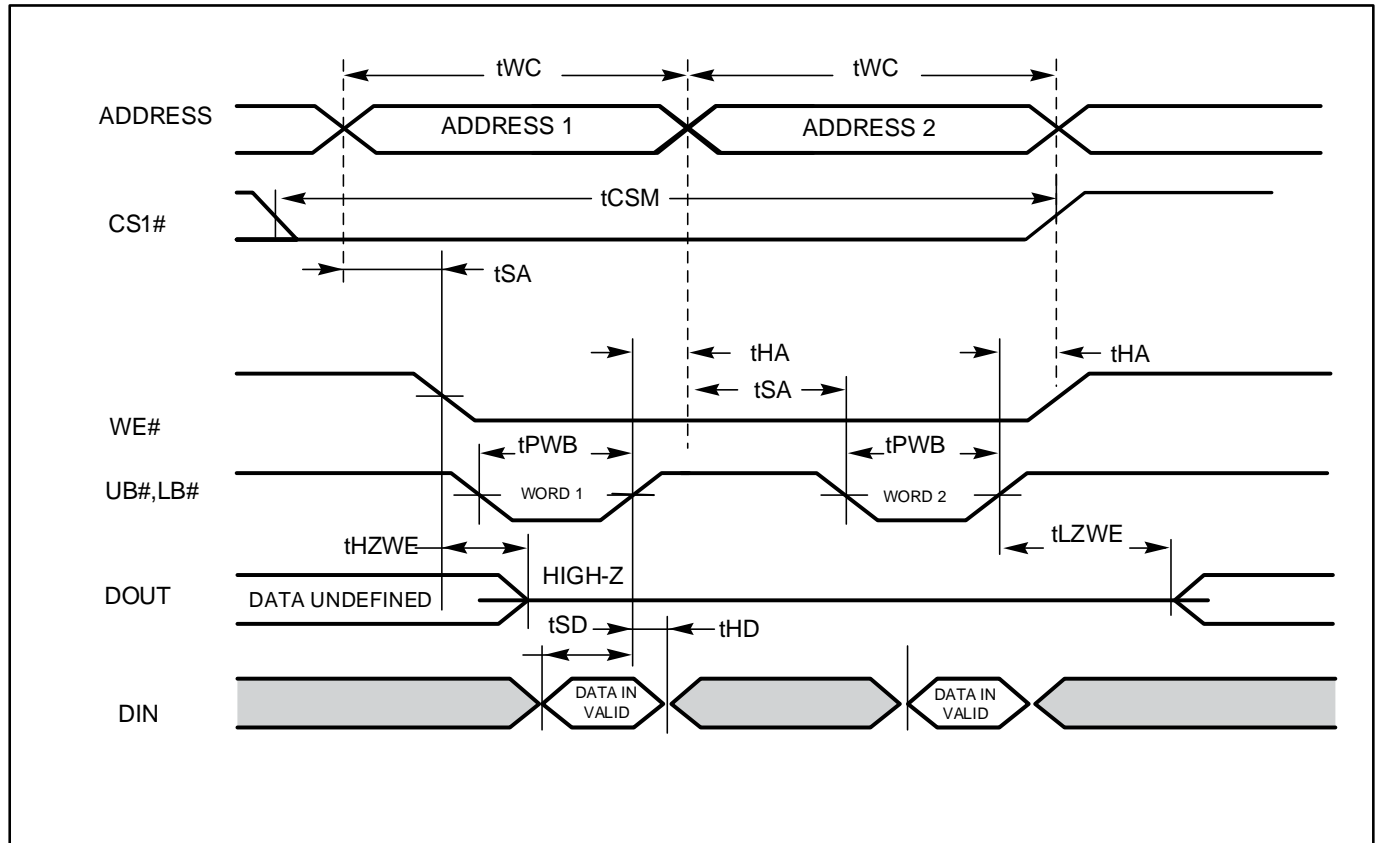 tWC tWC
ADDRESS ADDRESS 1 ADDRESS 2
tCSM
CS1#
tSA
tHA tHA
tSA
WE#
tPWB tPWB
UB#,LB# WORD 1 WORD 2
tHZWE tLZWE
HIGH-Z
DOUT DATA UNDEFINED
tSD tHD
DIN DATA IN VALID DATA IN VALID